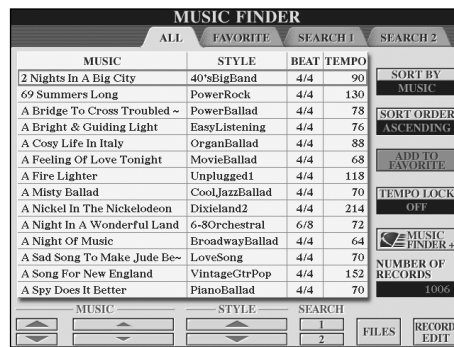 MUSIC FINDER
ALL FAVORITE SEARCH 1 SEARCH 2
MUSIC STYLE BEAT TEMPO
2 Nights In A Big City 40'sBigBand 4/4 90
69 Summers Long PowerRock 4/4 130
A Bridge To Cross Troubled ~ PowerBallad 4/4 78
A Bright & Guiding Light EasyListening 4/4 76
A Cosy Life In Italy OrganBallad 4/4 88
A Feeling Of Love Tonight MovieBallad 4/4 68
A Fire Lighter Unplugged1 4/4 118
A Misty Ballad CoolJazzBallad 4/4 70
A Nickel In The Nickelodeon Dixieland2 4/4 214
A Night In A Wonderful Land 6-8Orchestral 6/8 72
A Night Of Music BroadwayBallad 4/4 64
A Sad Song To Make Jude Be~ LoveSong 4/4 70
A Song For New England VintageGtrPop 4/4 152
A Spy Does It Better PianoBallad 4/4 70
SORT BY
MUSIC
SORT ORDER
ASCENDING
ADD TO
FAVORITE
TEMPO LOCK
OFF
MUSIC
FINDER +
NUMBER OF
RECORDS
1006
MUSIC STYLE SEARCH
1
2
FILES
RECORD
EDIT